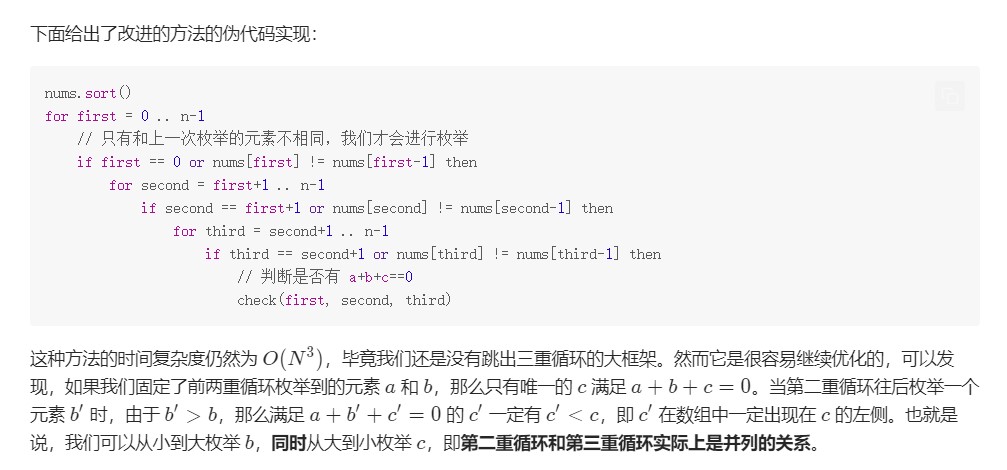 下面给出了改进的方法的伪代码实现：
nums.sort()
for first = 0 .. n-1
    // 只有和上一次枚举的元素不相同，我们才会进行枚举
    if first == 0 or nums[first] != nums[first-1] then
        for second = first+1 .. n-1
            if second == first+1 or nums[second] != nums[second-1] then
                for third = second+1 .. n-1
                    if third == second+1 or nums[third] != nums[third-1] then
                        // 判断是否有 a+b+c==0
                        check(first, second, third)
这种方法的时间复杂度仍然为 O(N³)，毕竟我们还是没有跳出三重循环的大框架。然而它是很容易继续优化的，可以发
现，如果我们固定了前两重循环枚举到的元素 a 和 b，那么只有唯一的 c 满足 a + b + c = 0。当第二重循环往后枚举一个
元素 b′ 时，由于 b′ > b，那么满足 a + b′ + c′ = 0 的 c′ 一定有 c′ < c，即 c′ 在数组中一定出现在 c 的左侧。也就是
说，我们可以从小到大枚举 b，同时从大到小枚举 c，即第二重循环和第三重循环实际上是并列的关系。